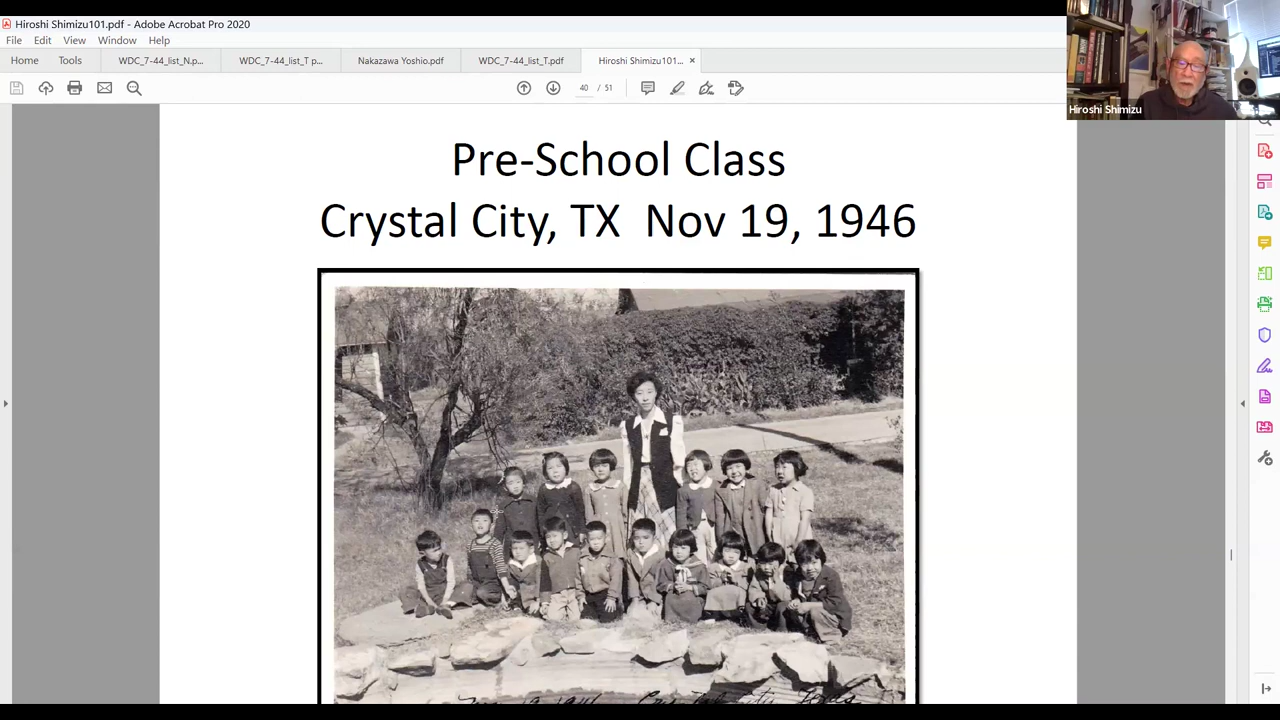 Hiroshi Shimizu101.pdf - Adobe Acrobat Pro 2020
File Edit View Window Help
Home Tools WDC_7-44_list_N.p... WDC_7-44_list_T p... Nakazawa Yoshio.pdf WDC_7-44_list_T.pdf Hiroshi Shimizu101... ×
40 / 51
Hiroshi Shimizu
Pre-School Class
Crystal City, TX Nov 19, 1946